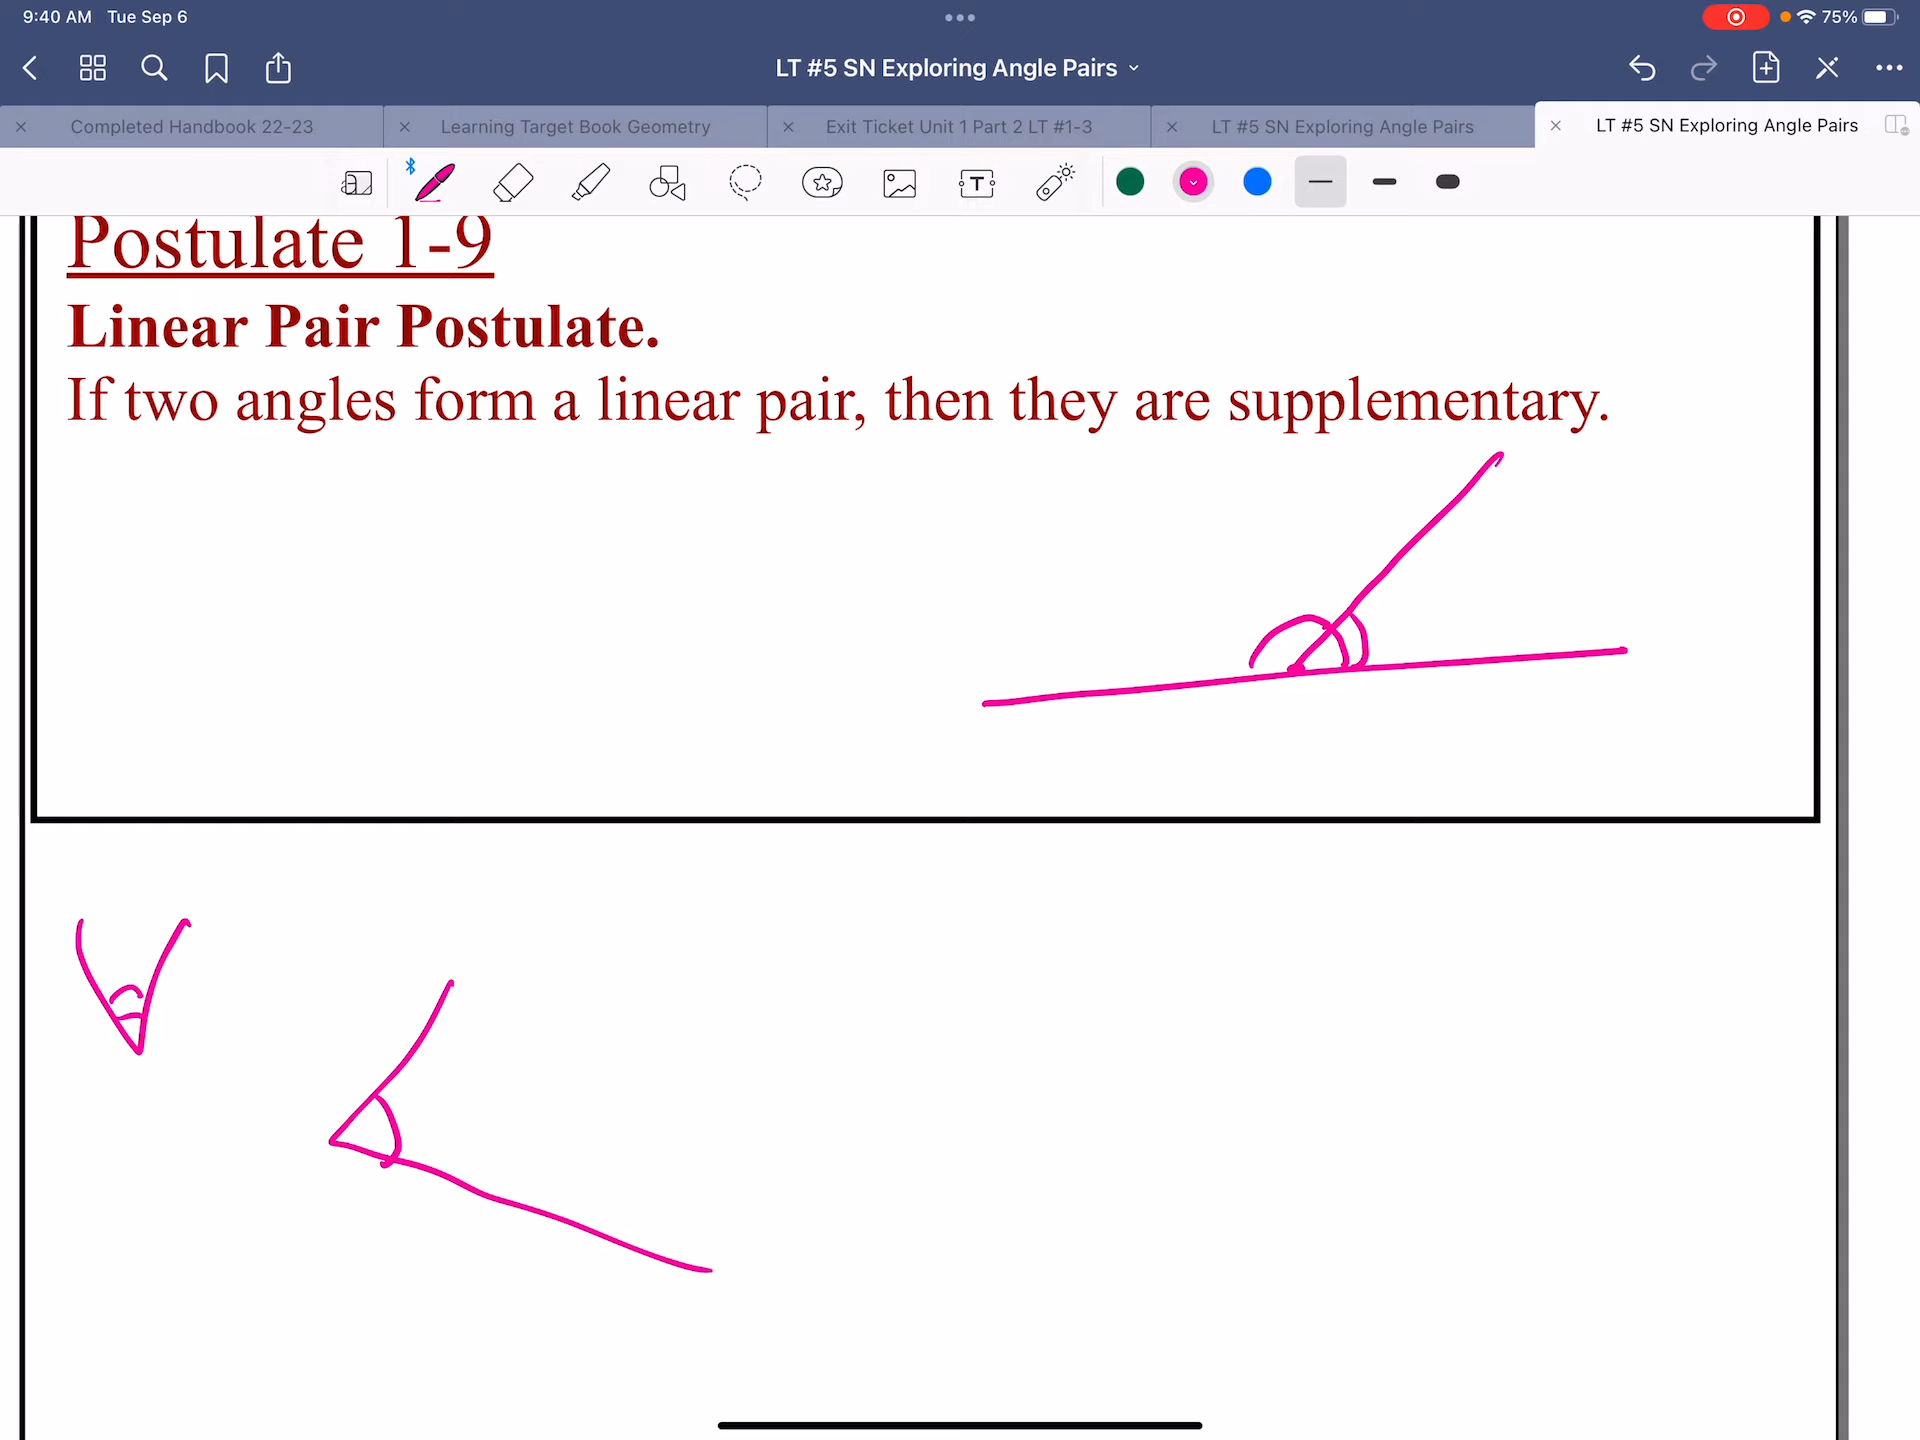 9:40 AM Tue Sep 6
75%
LT #5 SN Exploring Angle Pairs
Completed Handbook 22-23
Learning Target Book Geometry
Exit Ticket Unit 1 Part 2 LT #1-3
LT #5 SN Exploring Angle Pairs
LT #5 SN Exploring Angle Pairs
a
T
Postulate 1-9
Linear Pair Postulate.
If two angles form a linear pair, then they are supplementary.